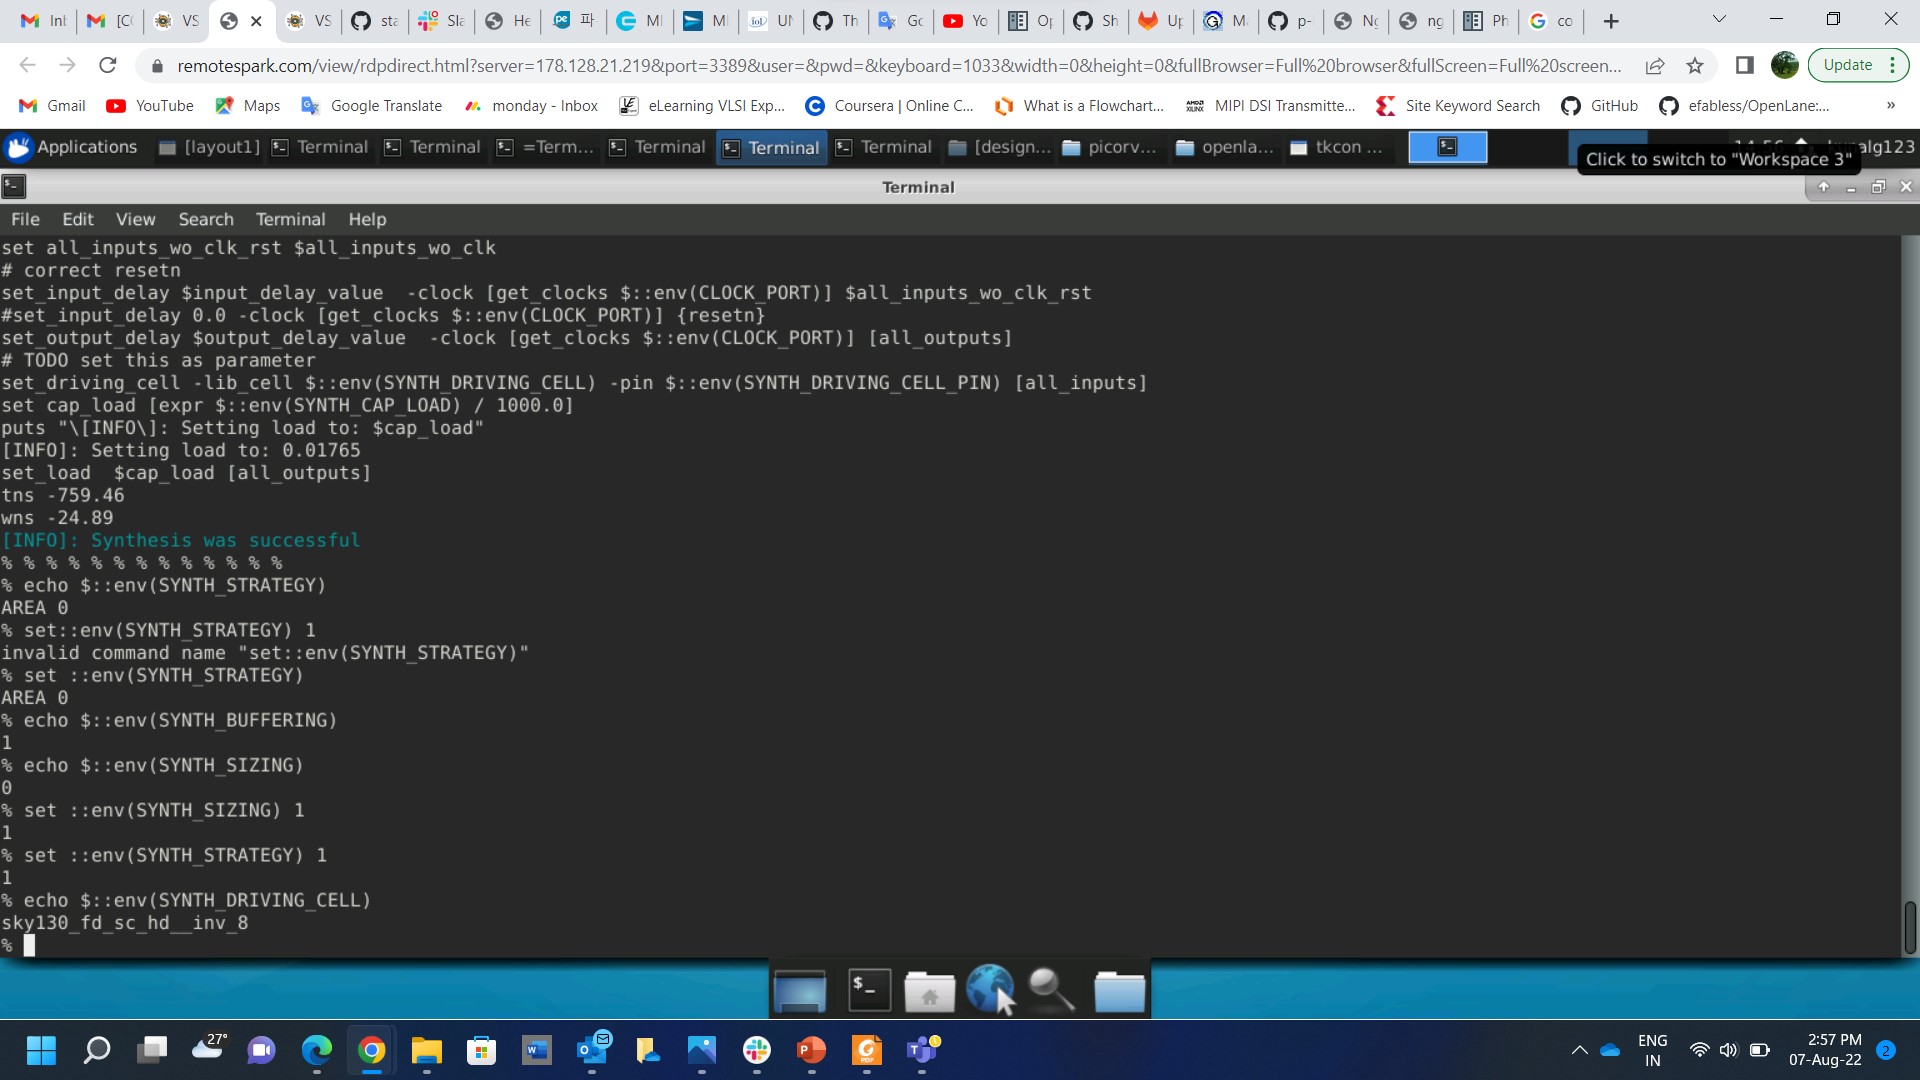 Int
[C(
VS
VS
sta
Sla
He
파
MI
MI
UN
Th
Go
Yo
Op
Sh
Up
M
p-
Ng
ng
Ph
co
remotespark.com/view/rdpdirect.html?server=178.128.21.219&port=3389&user=&pwd=&keyboard=1033&width=0&height=0&fullBrowser=Full%20browser&fullScreen=Full%20screen...
Update
Gmail
YouTube
Maps
Google Translate
monday - Inbox
eLearning VLSI Exp...
Coursera | Online C...
What is a Flowchart...
MIPI DSI Transmitte...
Site Keyword Search
GitHub
efabless/OpenLane:...
»
Applications
[layout1]
Terminal
Terminal
=Term...
Terminal
Terminal
Terminal
[design...
picorv...
openla...
tkcon ...
Click to switch to "Workspace 3"
alg123
Terminal
File Edit View Search Terminal Help
set all_inputs_wo_clk_rst $all_inputs_wo_clk
# correct resetn
set_input_delay $input_delay_value  -clock [get_clocks $::env(CLOCK_PORT)] $all_inputs_wo_clk_rst
#set_input_delay 0.0 -clock [get_clocks $::env(CLOCK_PORT)] {resetn}
set_output_delay $output_delay_value  -clock [get_clocks $::env(CLOCK_PORT)] [all_outputs]
# TODO set this as parameter
set_driving_cell -lib_cell $::env(SYNTH_DRIVING_CELL) -pin $::env(SYNTH_DRIVING_CELL_PIN) [all_inputs]
set cap_load [expr $::env(SYNTH_CAP_LOAD) / 1000.0]
puts "\[INFO\]: Setting load to: $cap_load"
[INFO]: Setting load to: 0.01765
set_load  $cap_load [all_outputs]
tns -759.46
wns -24.89
[INFO]: Synthesis was successful
% % % % % % % % % % % % %
% echo $::env(SYNTH_STRATEGY)
AREA 0
% set::env(SYNTH_STRATEGY) 1
invalid command name "set::env(SYNTH_STRATEGY)"
% set ::env(SYNTH_STRATEGY)
AREA 0
% echo $::env(SYNTH_BUFFERING)
1
% echo $::env(SYNTH_SIZING)
0
% set ::env(SYNTH_SIZING) 1
1
% set ::env(SYNTH_STRATEGY) 1
1
% echo $::env(SYNTH_DRIVING_CELL)
sky130_fd_sc_hd__inv_8
%
27°
ENG
IN
2:57 PM
07-Aug-22
2